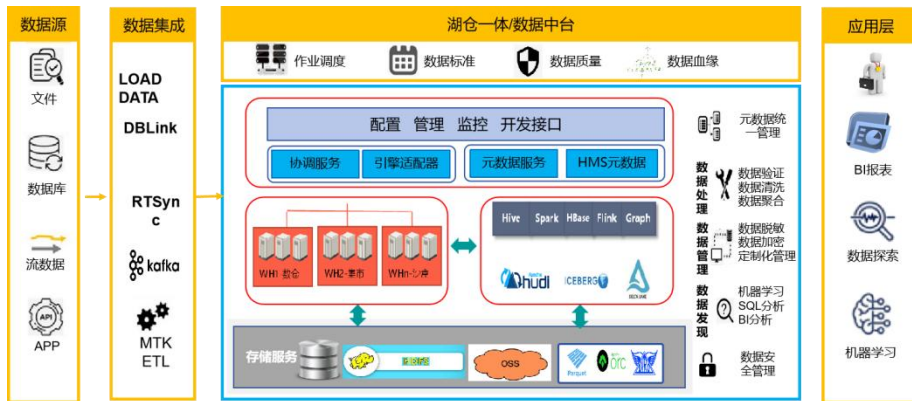 数据源
文件
数据库
流数据
API
APP
数据集成
LOAD
DATA
DBLink
RTSyn
c
kafka
MTK
ETL
湖仓一体/数据中台
作业调度
数据标准
数据质量
数据血缘
配置 管理 监控 开发接口
协调服务
引擎适配器
元数据服务
HMS元数据
WH1-数仓
WH2-集市
Hive Spark HBase Flink Graph
hudi
ICEBERG
DELTA LAKE
存储服务
OSS
Parquet
orc
元数据统
一管理
数据处理
数据验证
数据清洗
数据聚合
数据管理
数据脱敏
数据加密
定制化管理
数据发现
机器学习
SQL分析
BI分析
数据安
全管理
应用层
BI报表
数据探索
机器学习